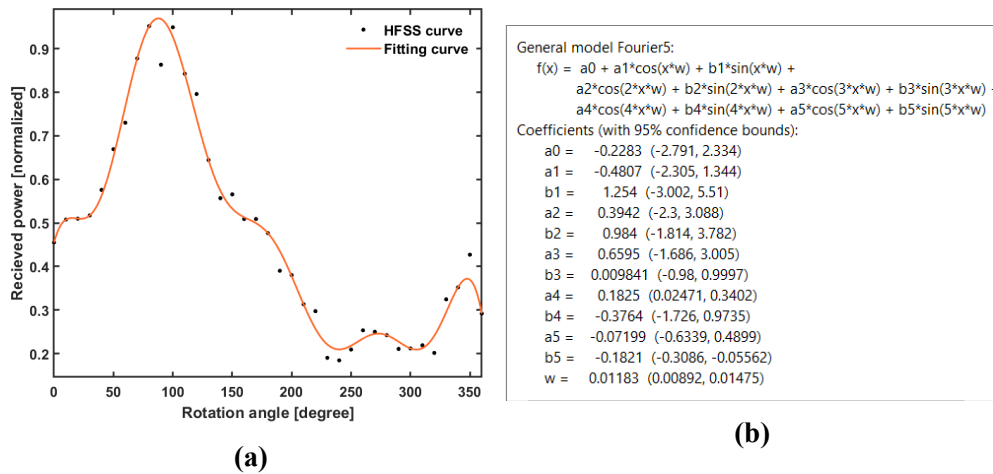 HFSS curve
Fitting curve
Recieved power [normalized]
0.9
0.8
0.7
0.6
0.5
0.4
0.3
0.2
0 50 100 150 200 250 300 350
Rotation angle [degree]
(a)
General model Fourier5:
f(x) = a0 + a1*cos(x*w) + b1*sin(x*w) +
a2*cos(2*x*w) + b2*sin(2*x*w) + a3*cos(3*x*w) + b3*sin(3*x*w) +
a4*cos(4*x*w) + b4*sin(4*x*w) + a5*cos(5*x*w) + b5*sin(5*x*w)
Coefficients (with 95% confidence bounds):
a0 = -0.2283 (-2.791, 2.334)
a1 = -0.4807 (-2.305, 1.344)
b1 = 1.254 (-3.002, 5.51)
a2 = 0.3942 (-2.3, 3.088)
b2 = 0.984 (-1.814, 3.782)
a3 = 0.6595 (-1.686, 3.005)
b3 = 0.009841 (-0.98, 0.9997)
a4 = 0.1825 (0.02471, 0.3402)
b4 = -0.3764 (-1.726, 0.9735)
a5 = -0.07199 (-0.6339, 0.4899)
b5 = -0.1821 (-0.3086, -0.05562)
w = 0.01183 (0.00892, 0.01475)
(b)